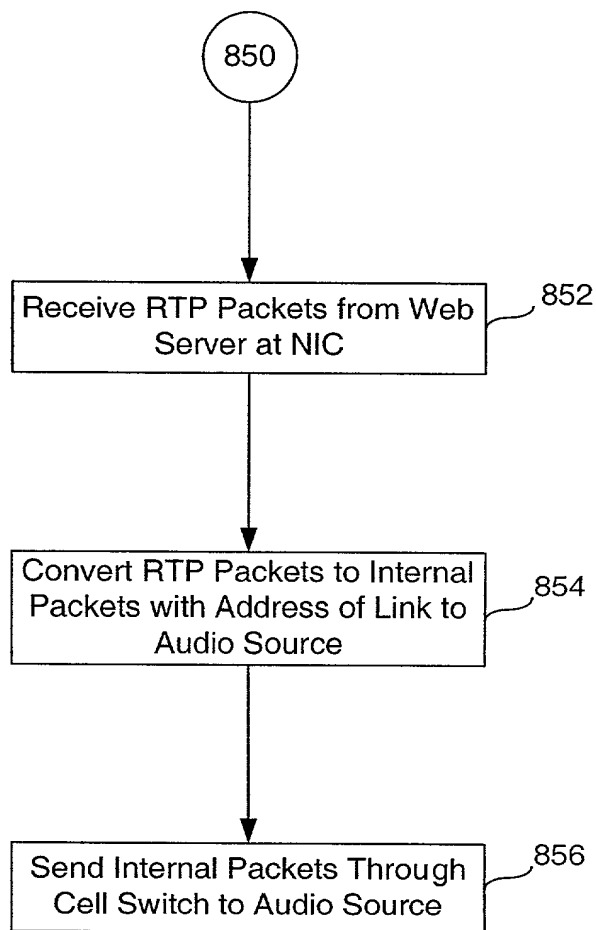 850
Receive RTP Packets from Web
Server at NIC
852
Convert RTP Packets to Internal
Packets with Address of Link to
Audio Source
854
Send Internal Packets Through
Cell Switch to Audio Source
856